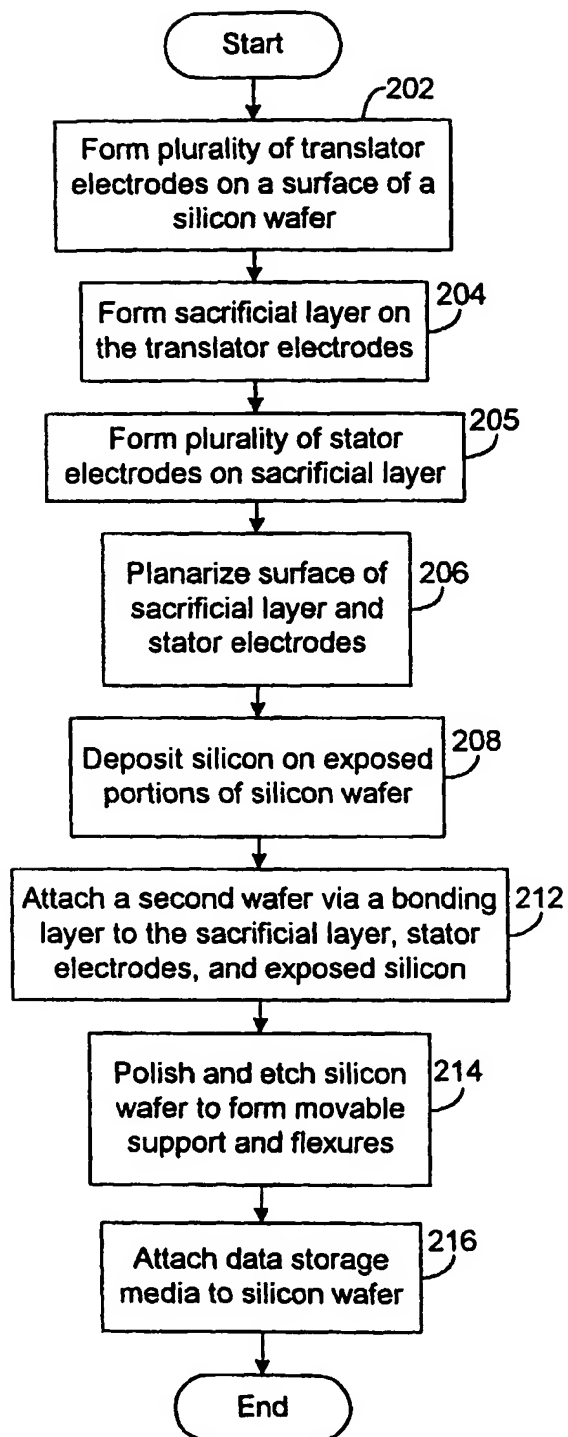 Start
202
Form plurality of translator
electrodes on a surface of a
silicon wafer
204
Form sacrificial layer on
the translator electrodes
205
Form plurality of stator
electrodes on sacrificial layer
206
Planarize surface of
sacrificial layer and
stator electrodes
208
Deposit silicon on exposed
portions of silicon wafer
212
Attach a second wafer via a bonding
layer to the sacrificial layer, stator
electrodes, and exposed silicon
214
Polish and etch silicon
wafer to form movable
support and flexures
216
Attach data storage
media to silicon wafer
End